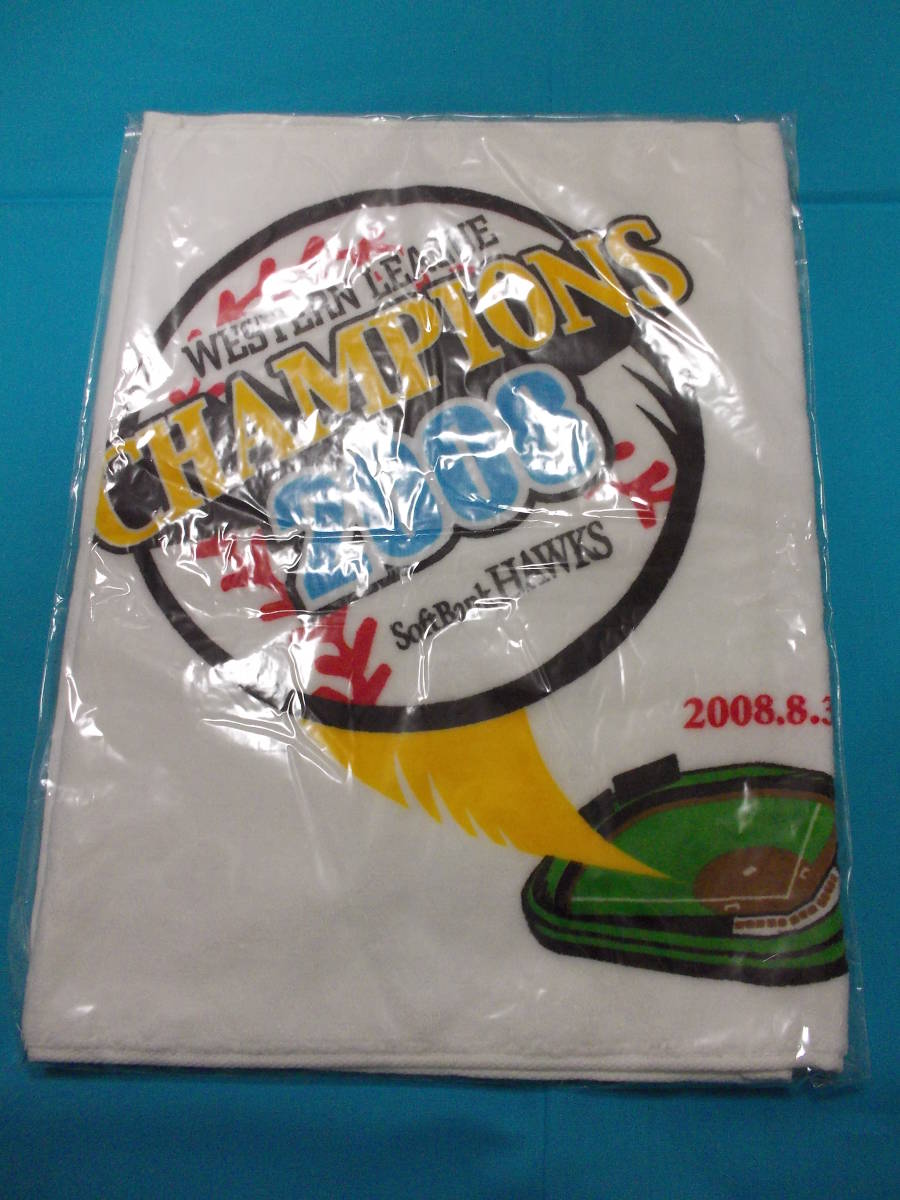 WESTERN LEAGUE
CHAMPIONS
2008
SoftBank HAWKS
2008.8.3